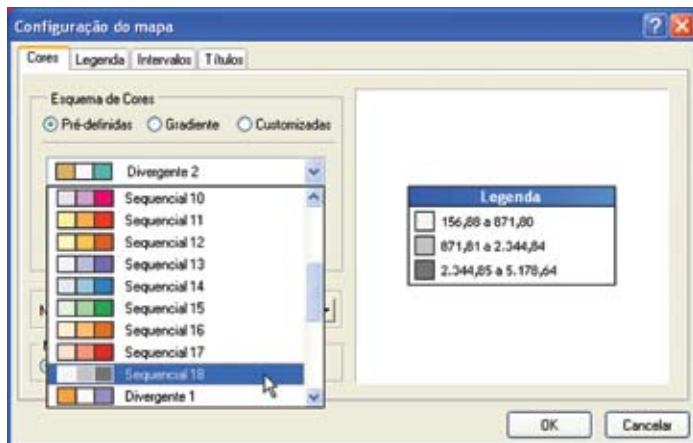 Configuração do mapa
Cores Legenda Intervalos Títulos
Esquema de Cores
Pré-definidas Gradiente Customizadas
Divergente 2
Sequencial 10
Sequencial 11
Sequencial 12
Sequencial 13
Sequencial 14
Sequencial 15
Sequencial 16
Sequencial 17
Sequencial 18
Divergente 1
Legenda
156,88 a 871,80
871,81 a 2.344,84
2.344,85 a 5.178,64
OK Cancelar